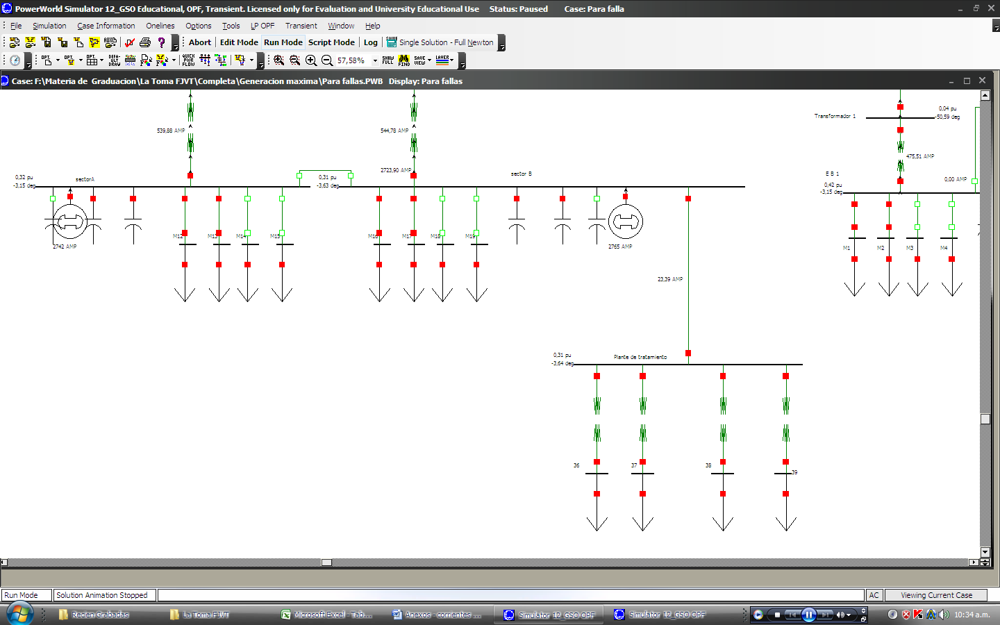 PowerWorld Simulator 12_GSO Educational, OPF, Transient. Licensed only for Evaluation and University Educational Use Status: Paused Case: Para falla
File Simulation Case Information Onelines Options Tools LP OPF Transient Window Help
Abort Edit Mode Run Mode Script Mode Log Single Solution - Full Newton
57,58%
Case: F:\Materia de Graduacion\La Toma FJVT\Completa\Generacion maxima\Para fallas.PWB Display: Para fallas
Transformador 1
0,04 pu
-50,59 deg
539,88 AMP
544,78 AMP
475,51 AMP
0,32 pu
-3,15 deg
sectorA
0,31 pu
-3,63 deg
2723,90 AMP
sector B
E B 1
0,42 pu
-3,15 deg
0,00 AMP
2742 AMP
M12 M13 M14 M15
M16 M17 M18 M19
2765 AMP
M1 M2 M3 M4
23,39 AMP
0,31 pu
-3,64 deg
Plante de tratamiento
36 37 38 39
Run Mode Solution Animation Stopped AC Viewing Current Case
Recien Grabadas La Toma FJVT Microsoft Excel - Tab... Anexos - corrientes ... Simulator 12_GSO OPF Simulator 12_GSO OPF 10:34 a.m.